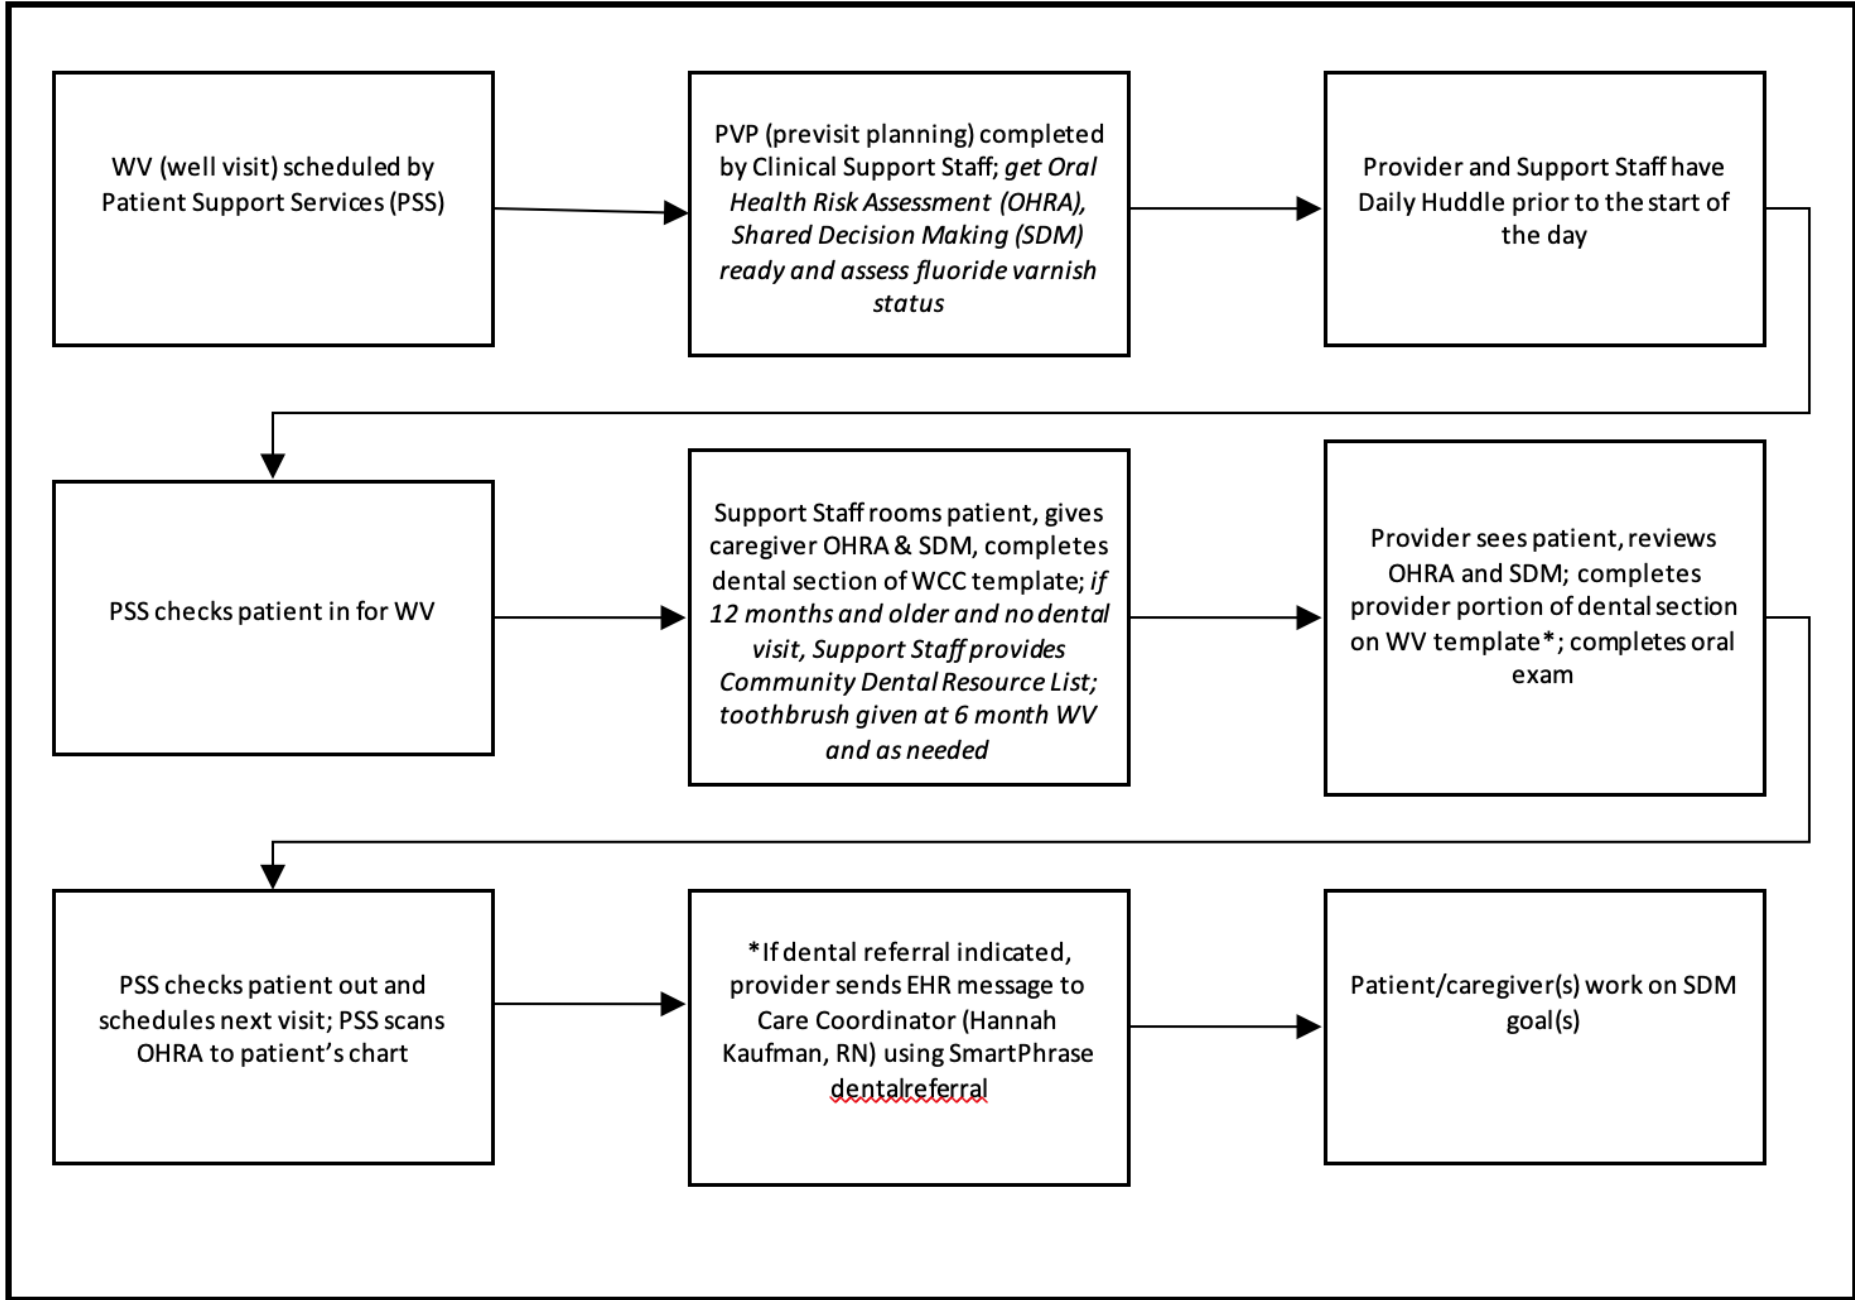 WV (well visit) scheduled by
Patient Support Services (PSS)
PVP (previsit planning) completed
by Clinical Support Staff; get Oral
Health Risk Assessment (OHRA),
Shared Decision Making (SDM)
ready and assess fluoride varnish
status
Provider and Support Staff have
Daily Huddle prior to the start of
the day
PSS checks patient in for WV
Support Staff rooms patient, gives
caregiver OHRA & SDM, completes
dental section of WCC template; if
12 months and older and no dental
visit, Support Staff provides
Community Dental Resource List;
toothbrush given at 6 month WV
and as needed
Provider sees patient, reviews
OHRA and SDM; completes
provider portion of dental section
on WV template*; completes oral
exam
PSS checks patient out and
schedules next visit; PSS scans
OHRA to patient’s chart
*If dental referral indicated,
provider sends EHR message to
Care Coordinator (Hannah
Kaufman, RN) using SmartPhrase
dentalreferral
Patient/caregiver(s) work on SDM
goal(s)